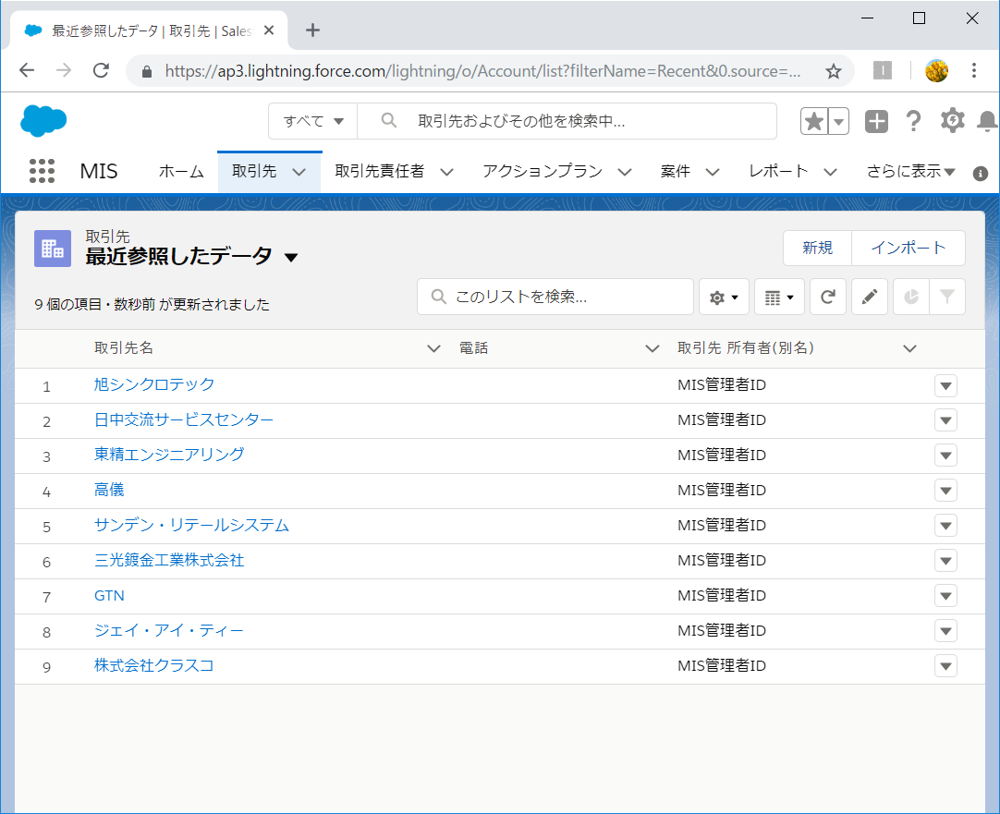 最近参照したデータ | 取引先 | Sales
https://ap3.lightning.force.com/lightning/o/Account/list?filterName=Recent&0.source=...
すべて
取引先およびその他を検索中...
MIS
ホーム
取引先
取引先責任者
アクションプラン
案件
レポート
さらに表示
取引先
最近参照したデータ
新規
インポート
9 個の項目・数秒前 が更新されました
このリストを検索...
取引先名 電話 取引先 所有者(別名)
1 旭シンクロテック MIS管理者ID
2 日中交流サービスセンター MIS管理者ID
3 東精エンジニアリング MIS管理者ID
4 高儀 MIS管理者ID
5 サンデン・リテールシステム MIS管理者ID
6 三光鍍金工業株式会社 MIS管理者ID
7 GTN MIS管理者ID
8 ジェイ・アイ・ティー MIS管理者ID
9 株式会社クラスコ MIS管理者ID